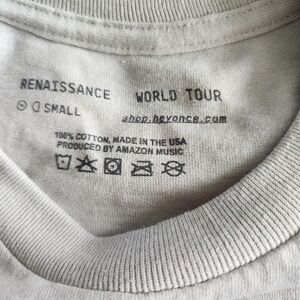 RENAISSANCE WORLD TOUR
SMALL shop.beyonce.com
100% COTTON, MADE IN THE USA
PRODUCED BY AMAZON MUSIC